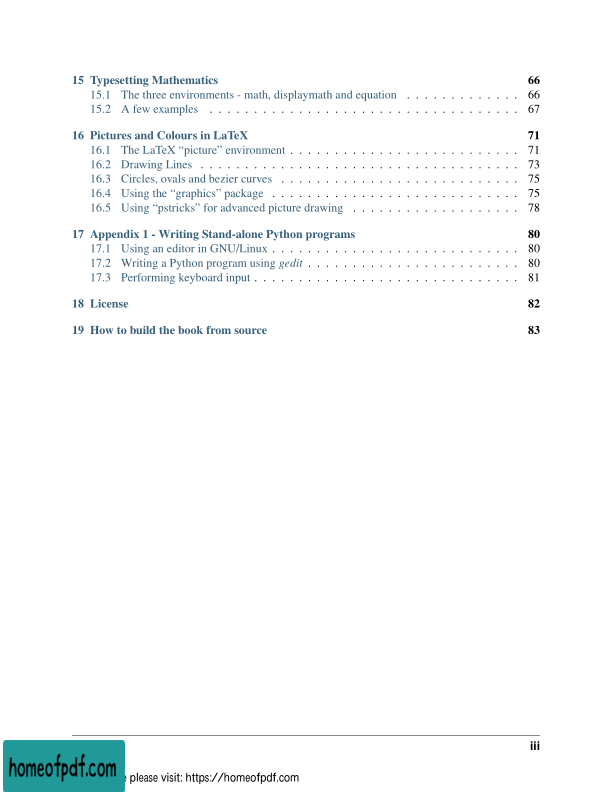 15 Typesetting Mathematics 66
15.1 The three environments - math, displaymath and equation . . . . . . . . . . . . . 66
15.2 A few examples . . . . . . . . . . . . . . . . . . . . . . . . . . . . . . . . . . . 67
16 Pictures and Colours in LaTeX 71
16.1 The LaTeX “picture” environment . . . . . . . . . . . . . . . . . . . . . . . . . . 71
16.2 Drawing Lines . . . . . . . . . . . . . . . . . . . . . . . . . . . . . . . . . . . . 73
16.3 Circles, ovals and bezier curves . . . . . . . . . . . . . . . . . . . . . . . . . . . 75
16.4 Using the “graphics” package . . . . . . . . . . . . . . . . . . . . . . . . . . . . 75
16.5 Using “pstricks” for advanced picture drawing . . . . . . . . . . . . . . . . . . . 78
17 Appendix 1 - Writing Stand-alone Python programs 80
17.1 Using an editor in GNU/Linux . . . . . . . . . . . . . . . . . . . . . . . . . . . . 80
17.2 Writing a Python program using gedit . . . . . . . . . . . . . . . . . . . . . . . . 80
17.3 Performing keyboard input . . . . . . . . . . . . . . . . . . . . . . . . . . . . . . 81
18 License 82
19 How to build the book from source 83
iii
homeofpdf.com
please visit: https://homeofpdf.com